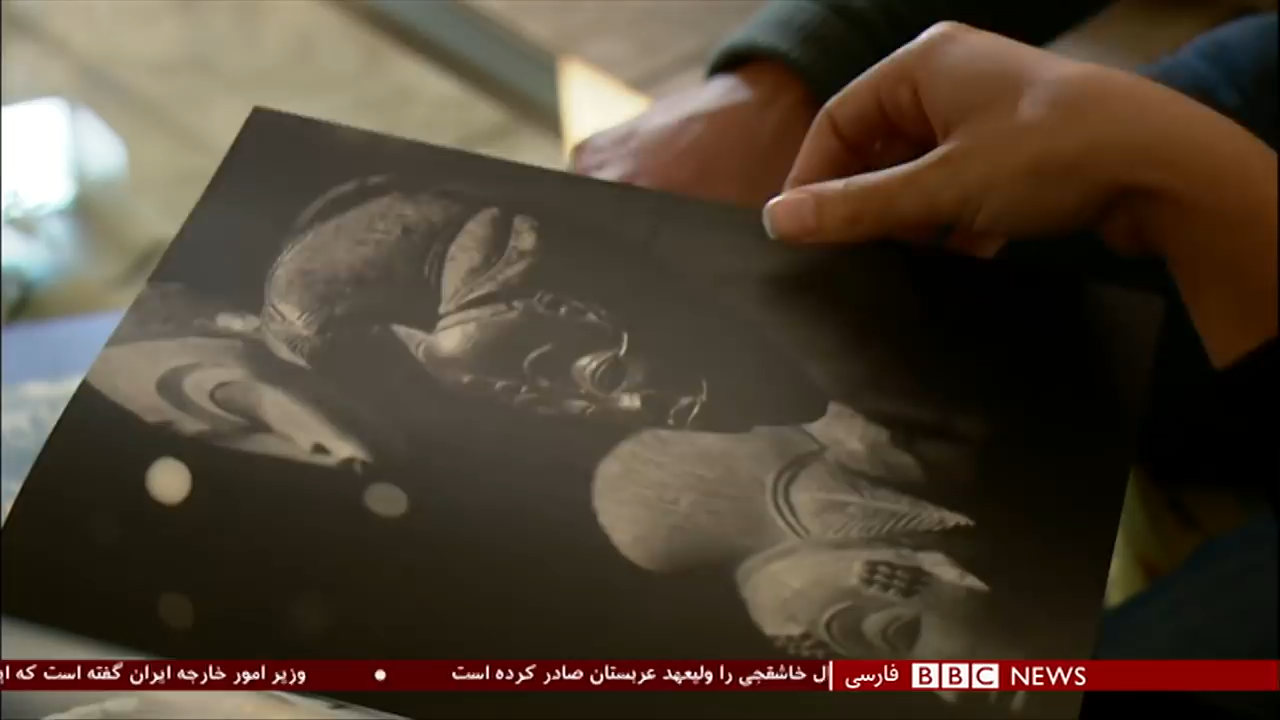 ل خاشقجی را ولیعهد عربستان صادر کرده است • وزیر امور خارجه ایران گفته است که
فارسی BBC NEWS